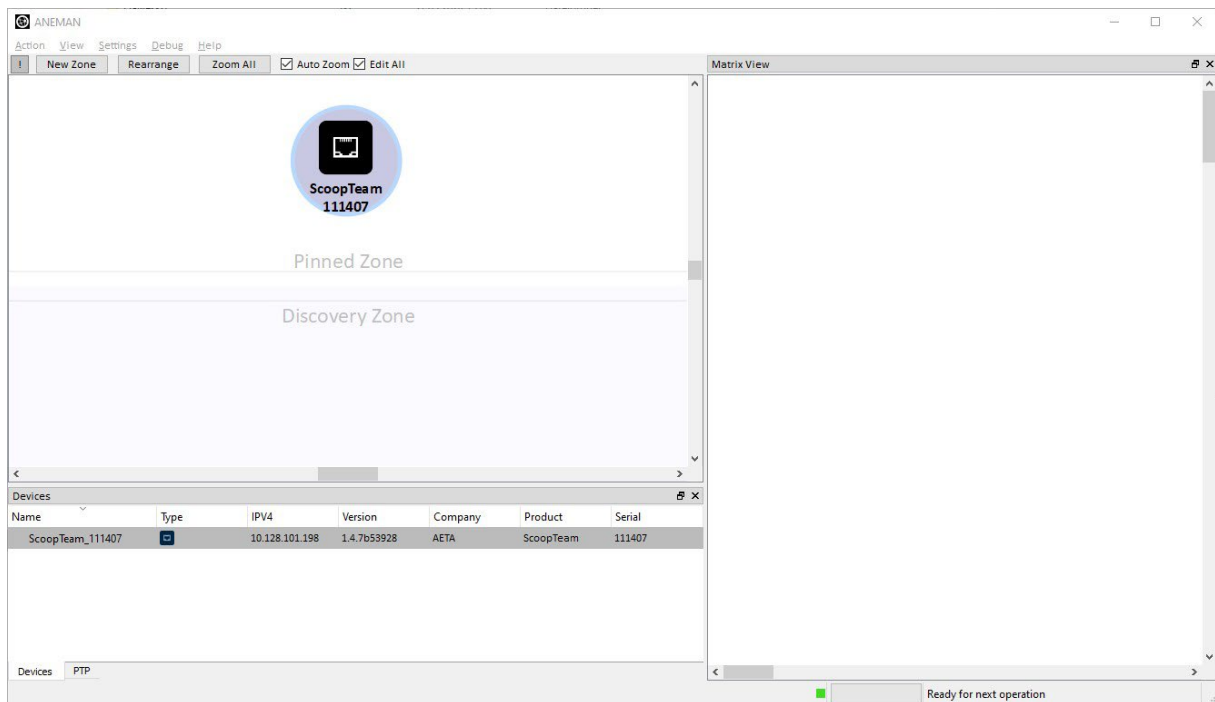 ANEMAN
Action View Settings Debug Help
! New Zone Rearrange Zoom All Auto Zoom Edit All
Matrix View
ScoopTeam
111407
Pinned Zone
Discovery Zone
Devices
Name Type IPV4 Version Company Product Serial
ScoopTeam_111407 10.128.101.198 1.4.7b53928 AETA ScoopTeam 111407
Devices PTP
Ready for next operation